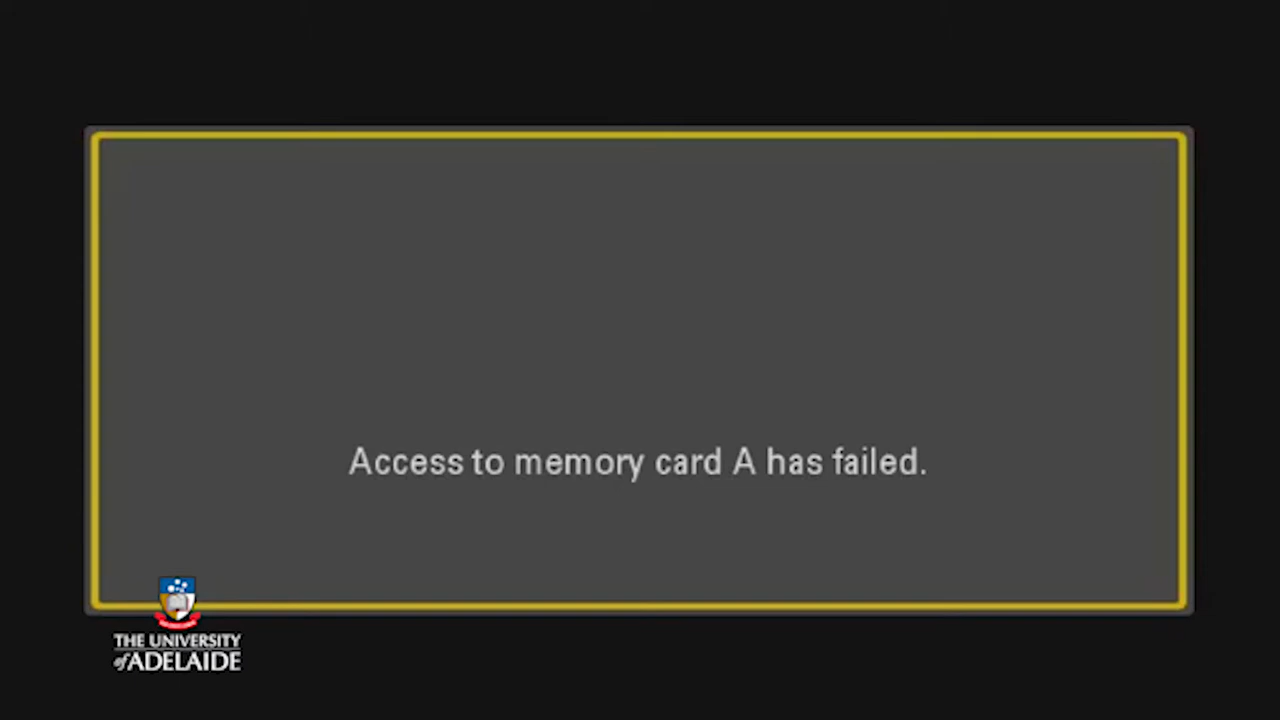 Access to memory card A has failed.
THE UNIVERSITY
of ADELAIDE